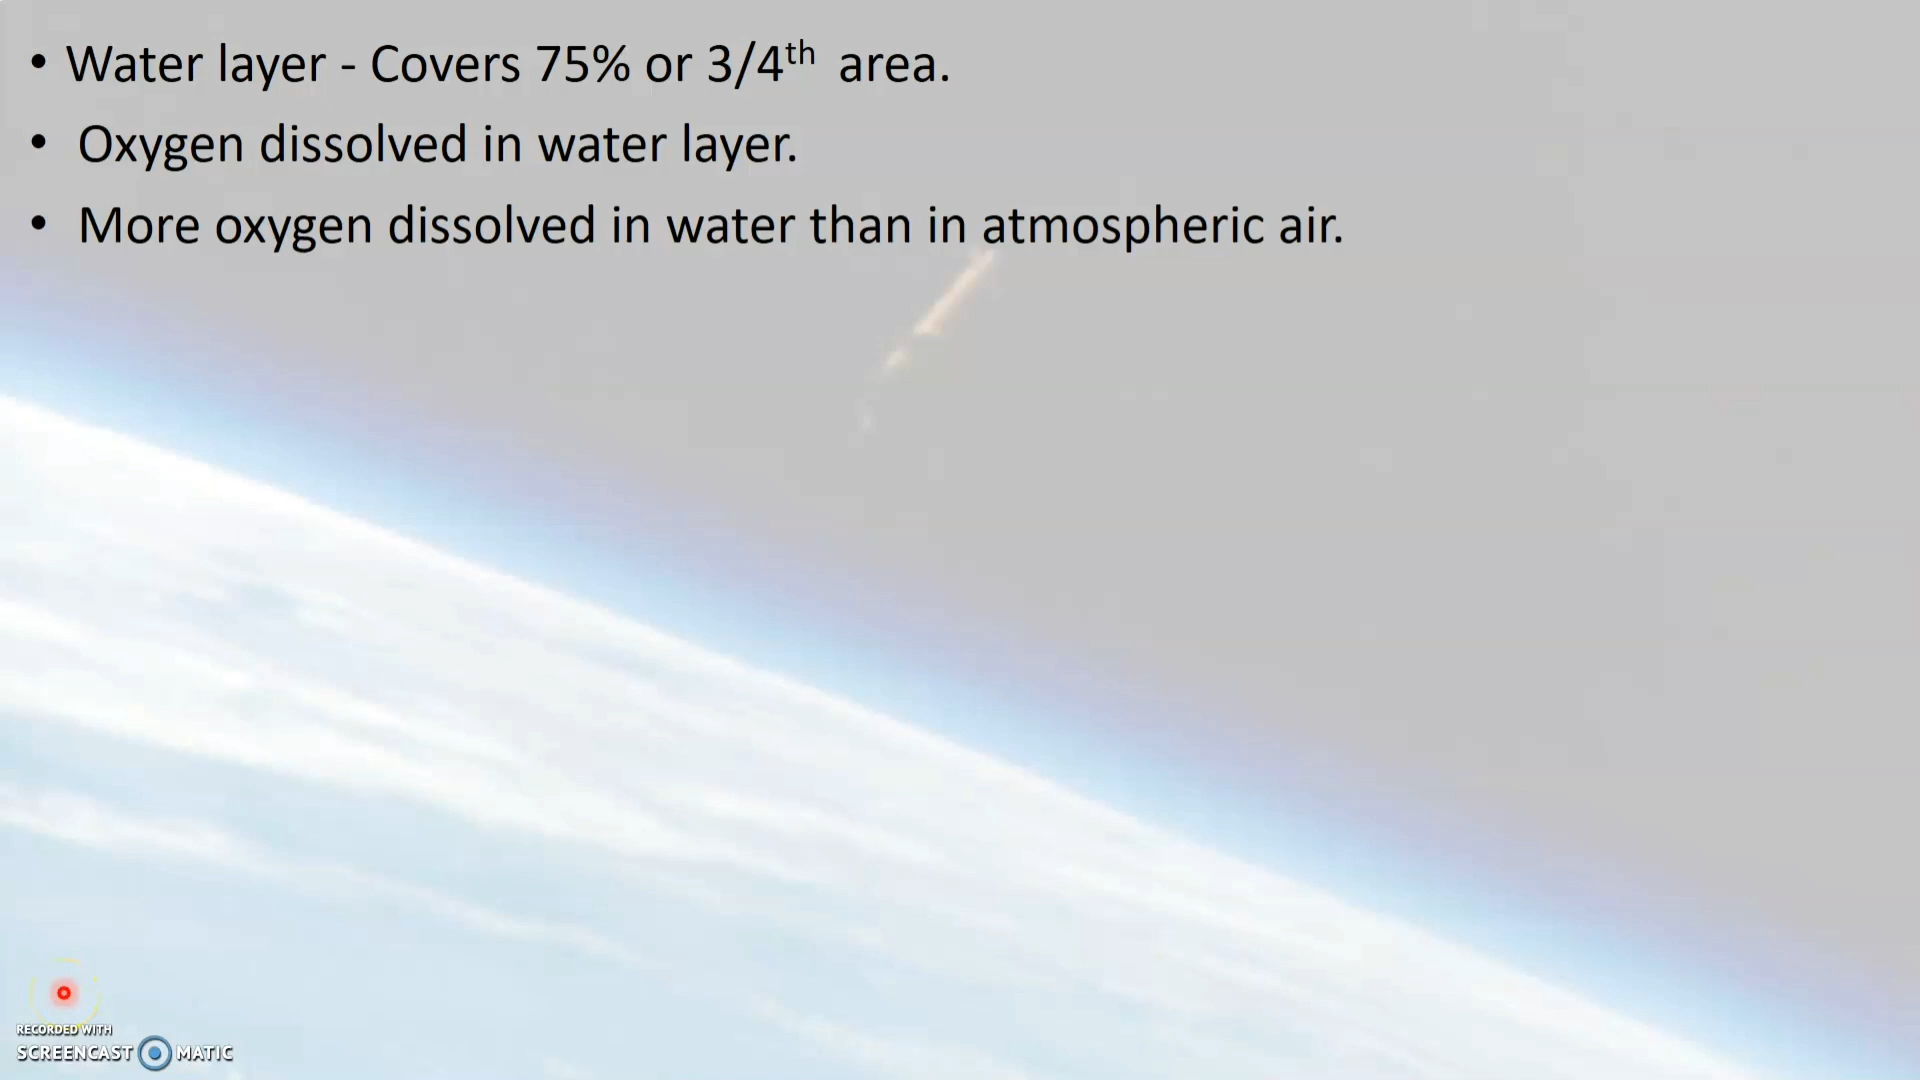 • Water layer - Covers 75% or 3/4th area.
• Oxygen dissolved in water layer.
• More oxygen dissolved in water than in atmospheric air.
RECORDED WITH
SCREENCAST MATIC